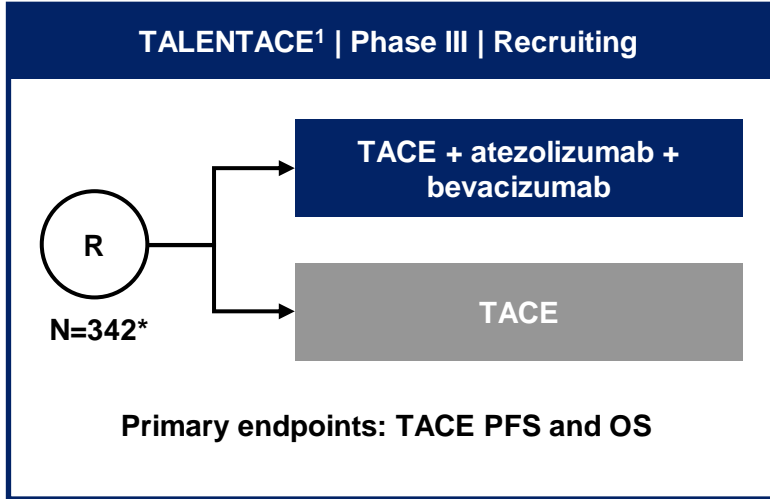 TALENTACE¹ | Phase III | Recruiting
TACE + atezolizumab +
bevacizumab
R
N=342*
TACE
Primary endpoints: TACE PFS and OS